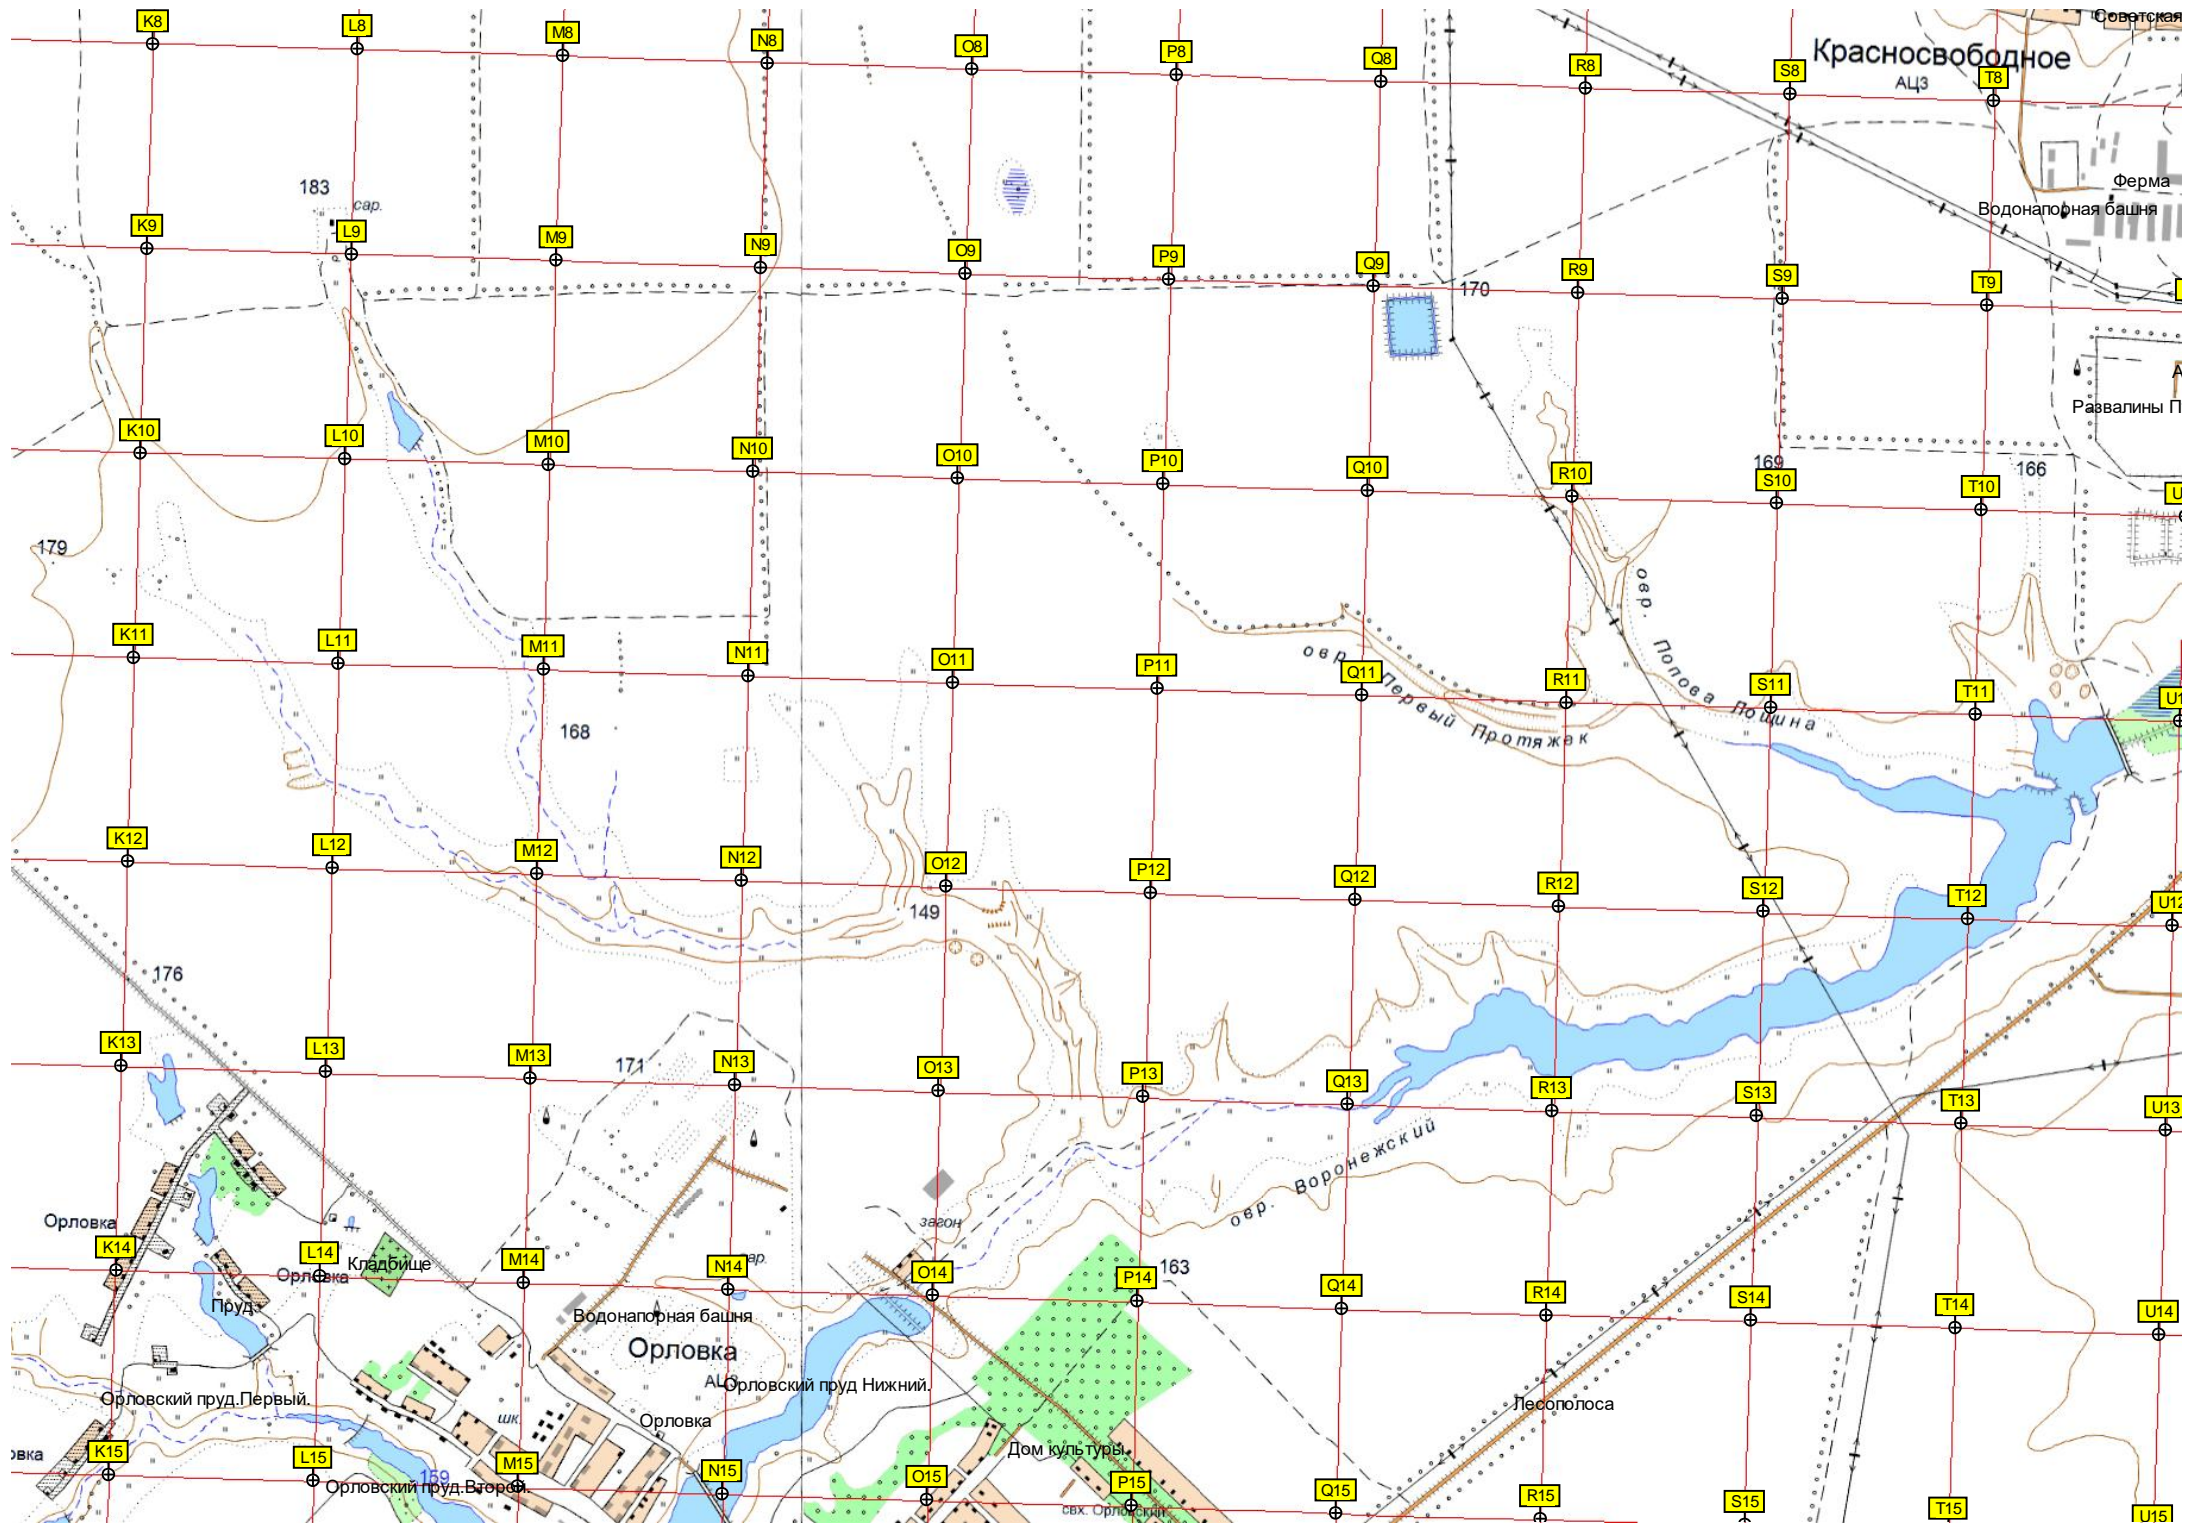 Советская
K8 L8 M8 N8 O8 P8 Q8 R8 S8 T8
Красносвободное
АЦЗ
183
сар.
Ферма
Водонапорная башня
K9 L9 M9 N9 O9 P9 Q9 R9 S9 T9
170
Развалины П
K10 L10 M10 N10 O10 P10 Q10 R10 S10 T10
169
166
179
овр. Попова Лощина
K11 L11 M11 N11 O11 P11 Q11 R11 S11 T11
овр. Первый Протяжек
168
K12 L12 M12 N12 O12 P12 Q12 R12 S12 T12 U12
149
176
K13 L13 M13 N13 O13 P13 Q13 R13 S13 T13 U13
171
овр. Воронежский
Орловка
загон
K14 L14 M14 N14 O14 P14 Q14 R14 S14 T14 U14
Орловка
Кладбище
163
Пруд.
Водонапорная башня
Орловка
Орловский пруд Нижний.
Орловский пруд.Первый.
шк.
Орловка
Лесополоса
Дом культуры
K15 L15 M15 N15 O15 P15 Q15 R15 S15 T15 U15
159
Орловский пруд.Второй.
свх. Орловский